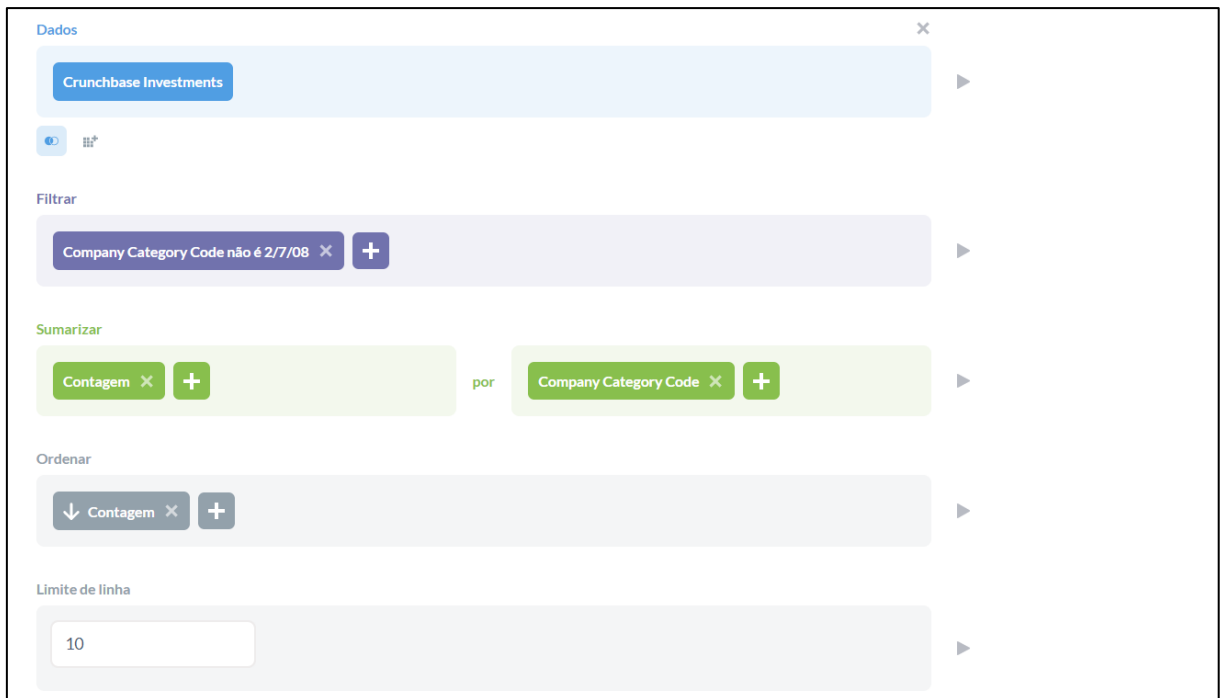 Dados
Crunchbase Investments
Filtrar
Company Category Code não é 2/7/08
Sumarizar
Contagem por Company Category Code
Ordenar
Contagem
Limite de linha
10